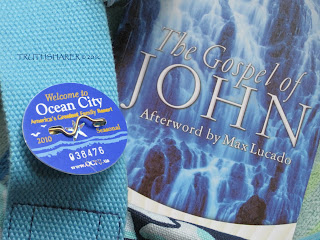 TRUTHSHARER
Welcome to
Ocean City
America's Greatest Family Resort
2010
Seasonal
038476
The Gospel of
JOHN
Afterword by Max Lucado